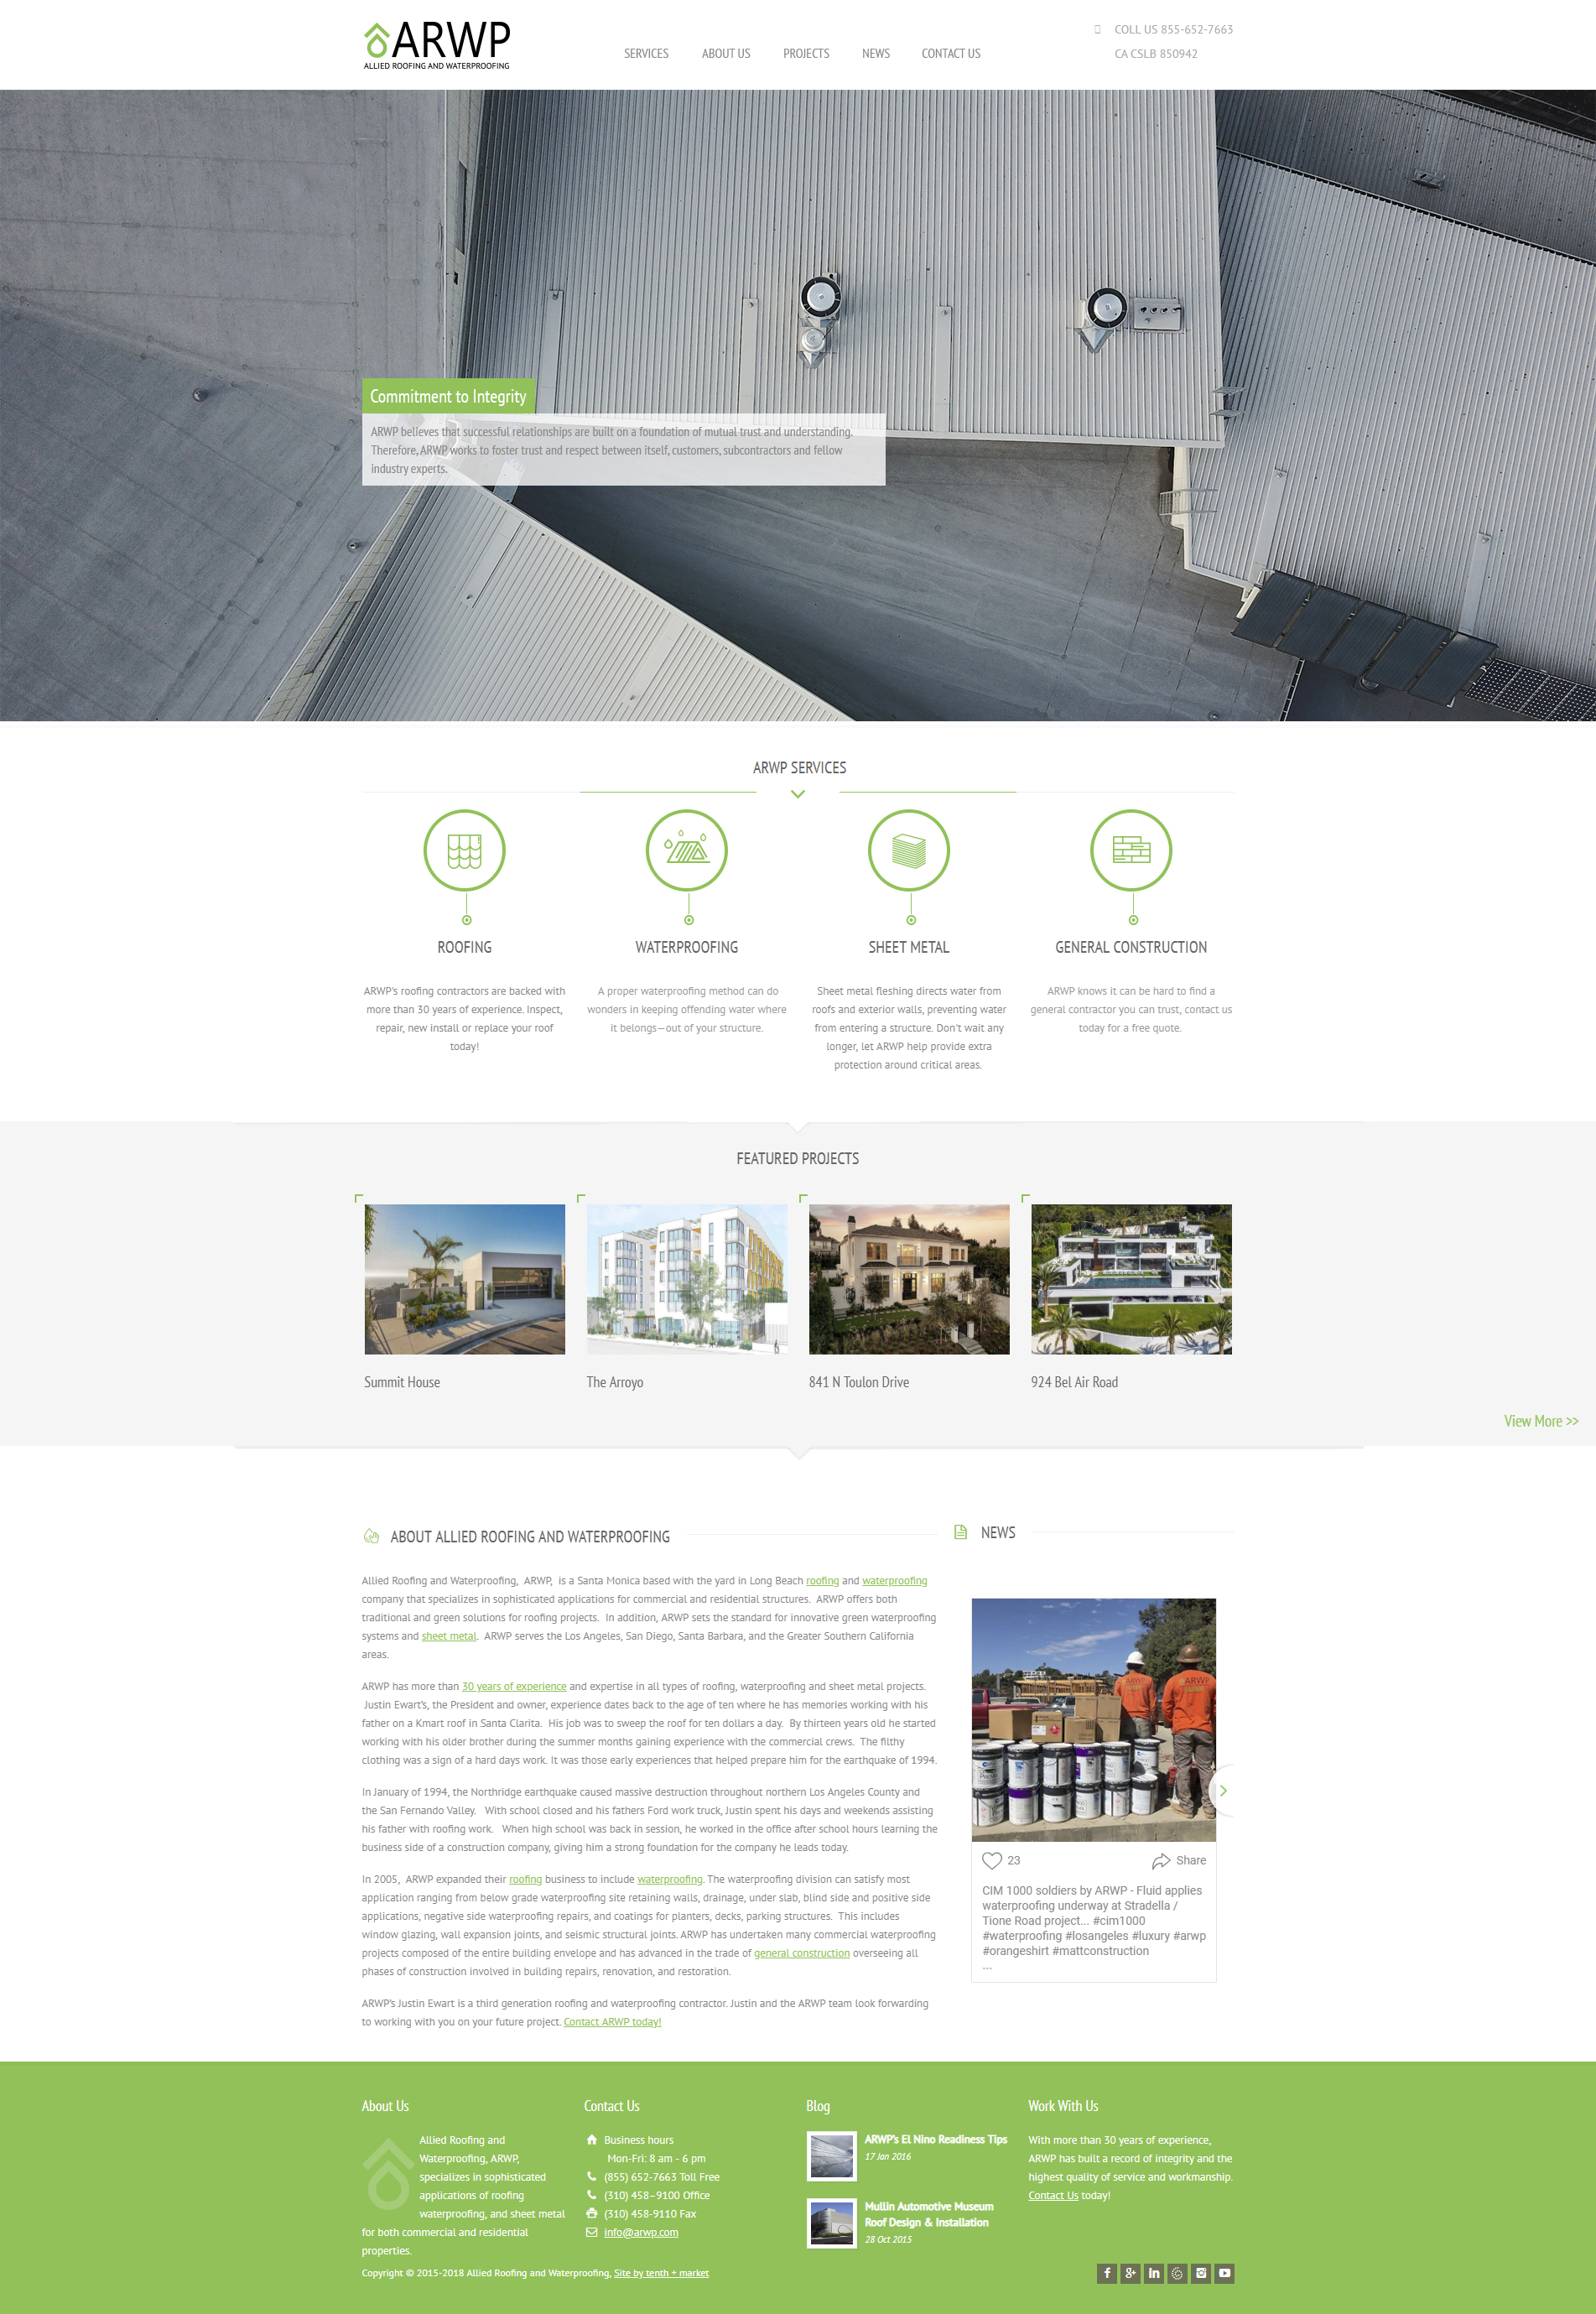 ARWP
ALLIED ROOFING AND WATERPROOFING
SERVICES ABOUT US PROJECTS NEWS CONTACT US
COLL US 855-652-7663
CA CSLB 850942
Commitment to Integrity
ARWP believes that successful relationships are built on a foundation of mutual trust and understanding.
Therefore, ARWP works to foster trust and respect between itself, customers, subcontractors and fellow
industry experts.
ARWP SERVICES
ROOFING
ARWP's roofing contractors are backed with
more than 30 years of experience. Inspect,
repair, new install or replace your roof
today!
WATERPROOFING
A proper waterproofing method can do
wonders in keeping offending water where
it belongs—out of your structure.
SHEET METAL
Sheet metal fleshing directs water from
roofs and exterior walls, preventing water
from entering a structure. Don't wait any
longer, let ARWP help provide extra
protection around critical areas.
GENERAL CONSTRUCTION
ARWP knows it can be hard to find a
general contractor you can trust, contact us
today for a free quote.
FEATURED PROJECTS
Summit House
The Arroyo
841 N Toulon Drive
924 Bel Air Road
View More >>
ABOUT ALLIED ROOFING AND WATERPROOFING
Allied Roofing and Waterproofing,  ARWP,  is a Santa Monica based with the yard in Long Beach roofing and waterproofing
company that specializes in sophisticated applications for commercial and residential structures.  ARWP offers both
traditional and green solutions for roofing projects.  In addition, ARWP sets the standard for innovative green waterproofing
systems and sheet metal.  ARWP serves the Los Angeles, San Diego, Santa Barbara, and the Greater Southern California
areas.
ARWP has more than 30 years of experience and expertise in all types of roofing, waterproofing and sheet metal projects.
Justin Ewart's, the President and owner, experience dates back to the age of ten where he has memories working with his
father on a Kmart roof in Santa Clarita.  His job was to sweep the roof for ten dollars a day.  By thirteen years old he started
working with his older brother during the summer months gaining experience with the commercial crews.  The filthy
clothing was a sign of a hard days work. It was those early experiences that helped prepare him for the earthquake of 1994.
In January of 1994, the Northridge earthquake caused massive destruction throughout northern Los Angeles County and
the San Fernando Valley.   With school closed and his fathers Ford work truck, Justin spent his days and weekends assisting
his father with roofing work.   When high school was back in session, he worked in the office after school hours learning the
business side of a construction company, giving him a strong foundation for the company he leads today.
In 2005,  ARWP expanded their roofing business to include waterproofing. The waterproofing division can satisfy most
application ranging from below grade waterproofing site retaining walls, drainage, under slab, blind side and positive side
applications, negative side waterproofing repairs, and coatings for planters, decks, parking structures.  This includes
window glazing, wall expansion joints, and seismic structural joints. ARWP has undertaken many commercial waterproofing
projects composed of the entire building envelope and has advanced in the trade of general construction overseeing all
phases of construction involved in building repairs, renovation, and restoration.
ARWP's Justin Ewart is a third generation roofing and waterproofing contractor. Justin and the ARWP team look forwarding
to working with you on your future project. Contact ARWP today!
NEWS
ARWP
ARWP
23 Share
CIM 1000 soldiers by ARWP - Fluid applies
waterproofing underway at Stradella /
Tione Road project... #cim1000
#waterproofing #losangeles #luxury #arwp
#orangeshirt #mattconstruction
...
About Us
Allied Roofing and
Waterproofing, ARWP,
specializes in sophisticated
applications of roofing
waterproofing, and sheet metal
for both commercial and residential
properties.
Contact Us
Business hours
Mon-Fri: 8 am - 6 pm
(855) 652-7663 Toll Free
(310) 458–9100 Office
(310) 458-9110 Fax
info@arwp.com
Blog
ARWP's El Nino Readiness Tips
17 Jan 2016
Mullin Automotive Museum
Roof Design & Installation
28 Oct 2015
Work With Us
With more than 30 years of experience,
ARWP has built a record of integrity and the
highest quality of service and workmanship.
Contact Us today!
Copyright © 2015-2018 Allied Roofing and Waterproofing, Site by tenth + market